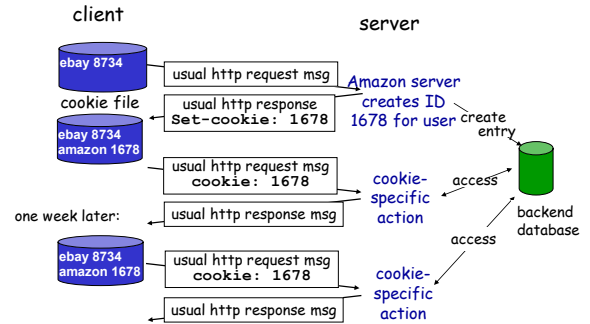 client
server
ebay 8734
usual http request msg
Amazon server
creates ID
1678 for user
cookie file
usual http response
Set-cookie: 1678
create
entry
ebay 8734
amazon 1678
usual http request msg
cookie: 1678
cookie-
specific
action
access
usual http response msg
backend
database
one week later:
access
ebay 8734
amazon 1678
usual http request msg
cookie: 1678
cookie-
specific
action
usual http response msg